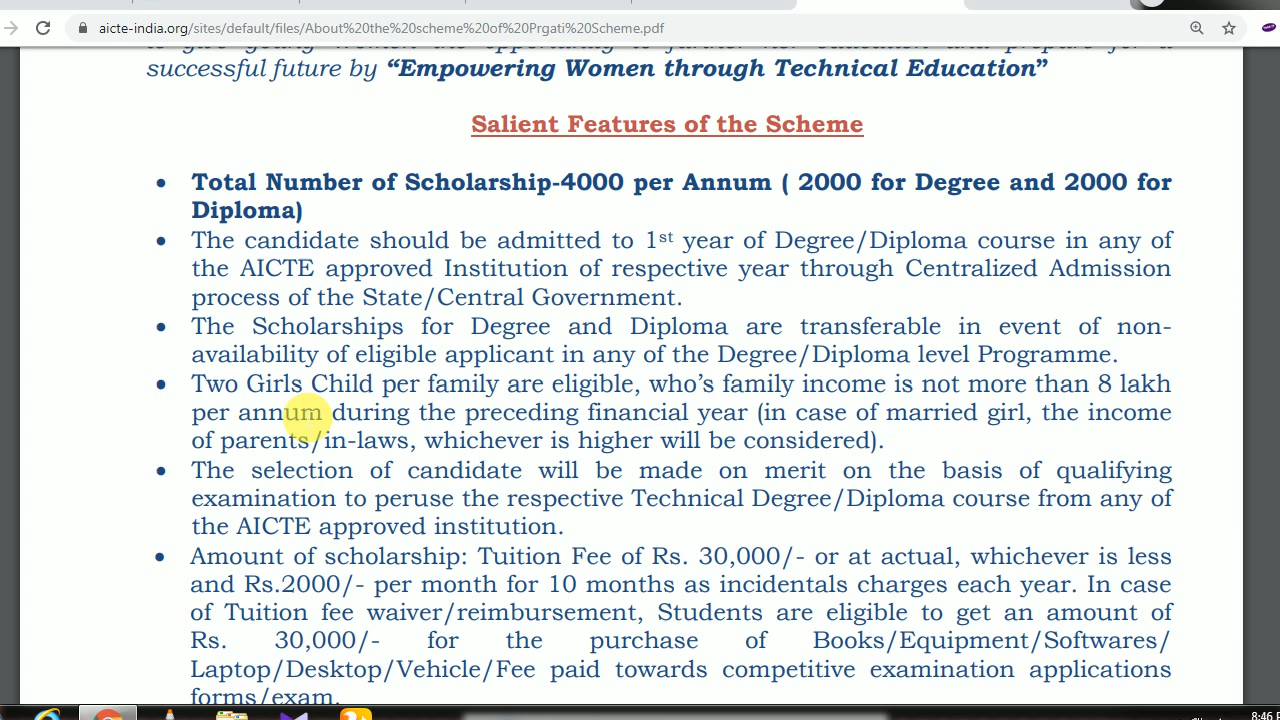 aicte-india.org/sites/default/files/About%20the%20scheme%20of%20Prgati%20Scheme.pdf
successful future by “Empowering Women through Technical Education”
Salient Features of the Scheme
• Total Number of Scholarship-4000 per Annum ( 2000 for Degree and 2000 for
Diploma)
• The candidate should be admitted to 1st year of Degree/Diploma course in any of
the AICTE approved Institution of respective year through Centralized Admission
process of the State/Central Government.
• The Scholarships for Degree and Diploma are transferable in event of non-
availability of eligible applicant in any of the Degree/Diploma level Programme.
• Two Girls Child per family are eligible, who’s family income is not more than 8 lakh
per annum during the preceding financial year (in case of married girl, the income
of parents/in-laws, whichever is higher will be considered).
• The selection of candidate will be made on merit on the basis of qualifying
examination to peruse the respective Technical Degree/Diploma course from any of
the AICTE approved institution.
• Amount of scholarship: Tuition Fee of Rs. 30,000/- or at actual, whichever is less
and Rs.2000/- per month for 10 months as incidentals charges each year. In case
of Tuition fee waiver/reimbursement, Students are eligible to get an amount of
Rs. 30,000/- for the purchase of Books/Equipment/Softwares/
Laptop/Desktop/Vehicle/Fee paid towards competitive examination applications
forms/exam.
8:46